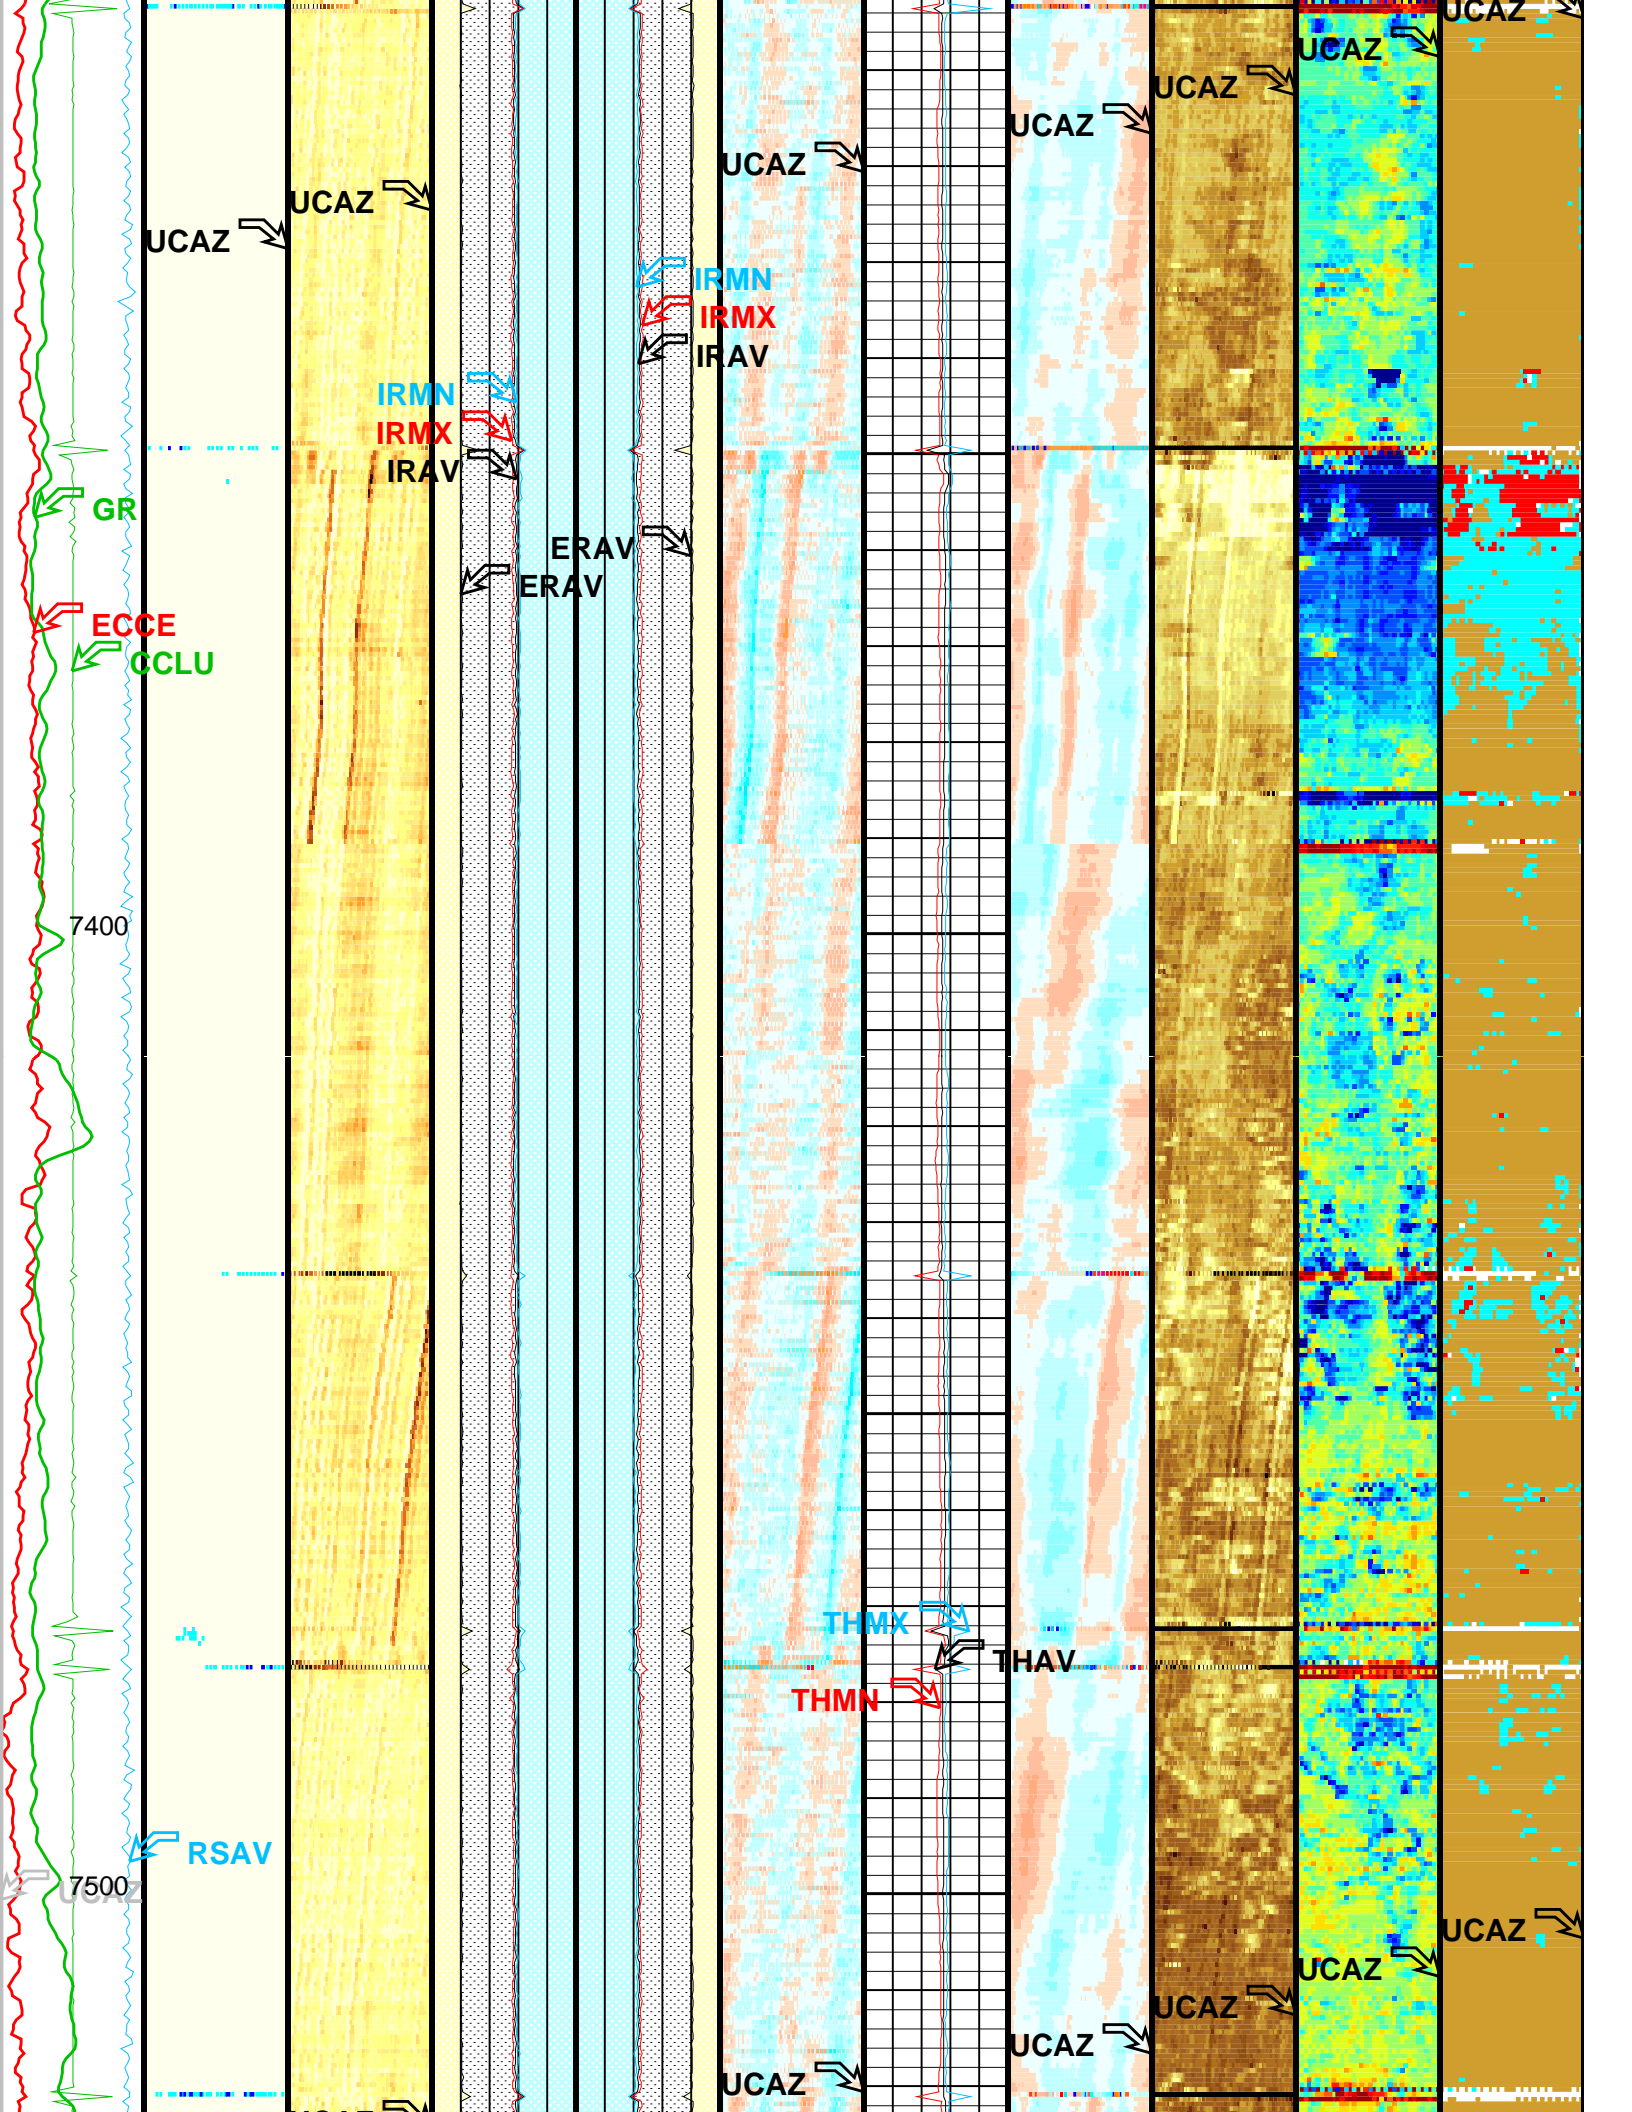 UCAZ
UCAZ
UCAZ
UCAZ
UCAZ
UCAZ
UCAZ
IRMN
IRMX
IRAV
IRMN
IRMX
IRAV
GR
ERAV
ERAV
ECCE
CCLU
7400
THMX
THAV
THMN
RSAV
7500
UCAZ
UCAZ
UCAZ
UCAZ
UCAZ
UCAZ
UCAZ